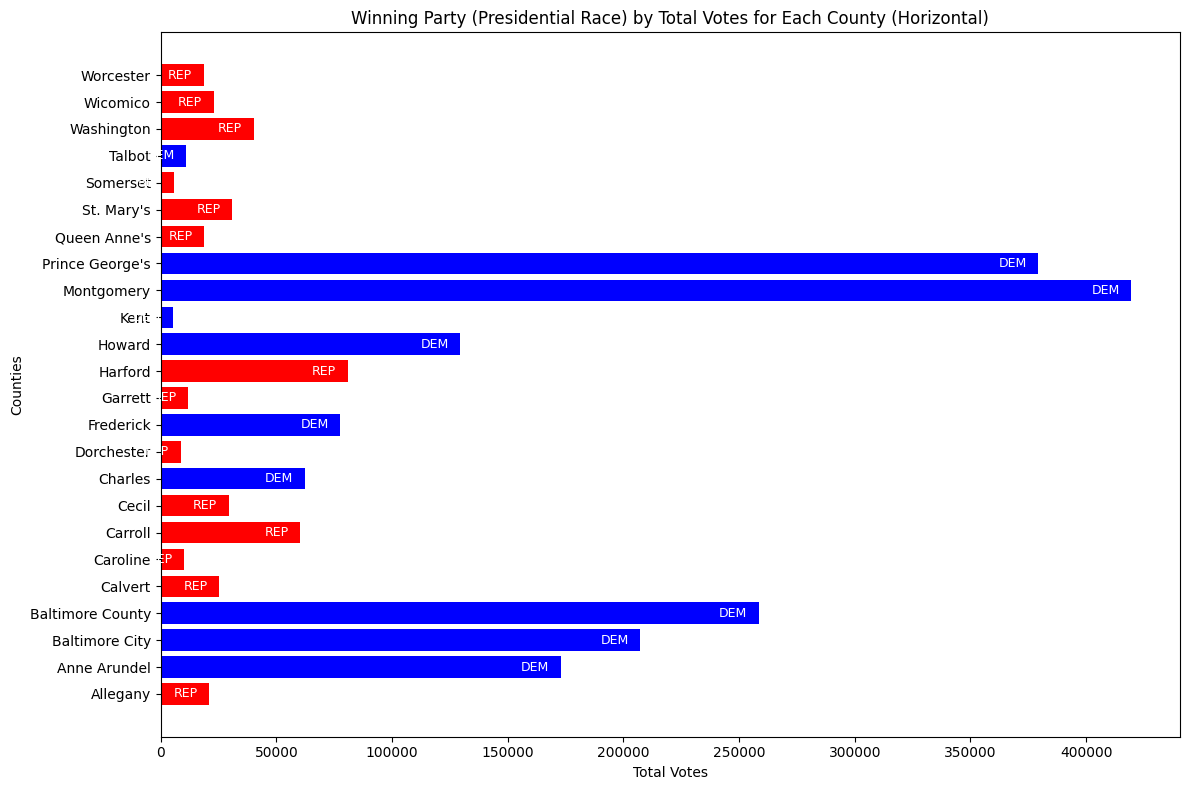 Winning Party (Presidential Race) by Total Votes for Each County (Horizontal)
Counties
Worcester REP
Wicomico REP
Washington REP
Talbot
Somerset
St. Mary's REP
Queen Anne's REP
Prince George's DEM
Montgomery DEM
Kent
Howard DEM
Harford REP
Garrett
Frederick DEM
Dorchester
Charles DEM
Cecil REP
Carroll REP
Caroline
Calvert REP
Baltimore County DEM
Baltimore City DEM
Anne Arundel DEM
Allegany REP
0 50000 100000 150000 200000 250000 300000 350000 400000
Total Votes